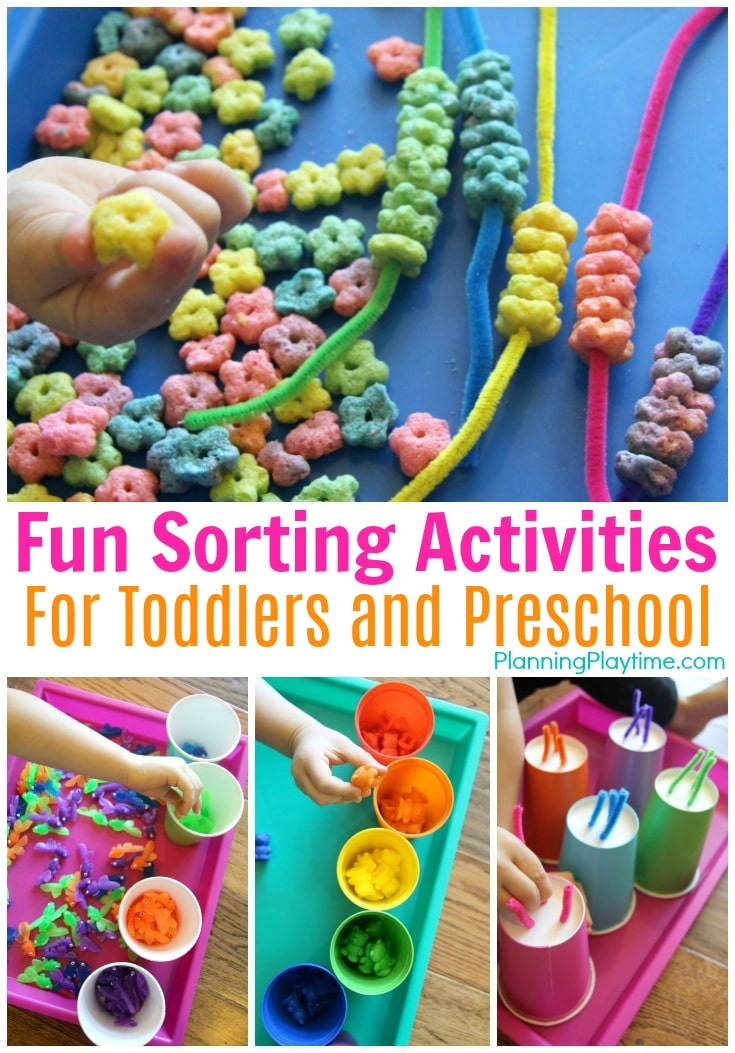 Fun Sorting Activities
For Toddlers and Preschool
PlanningPlaytime.com